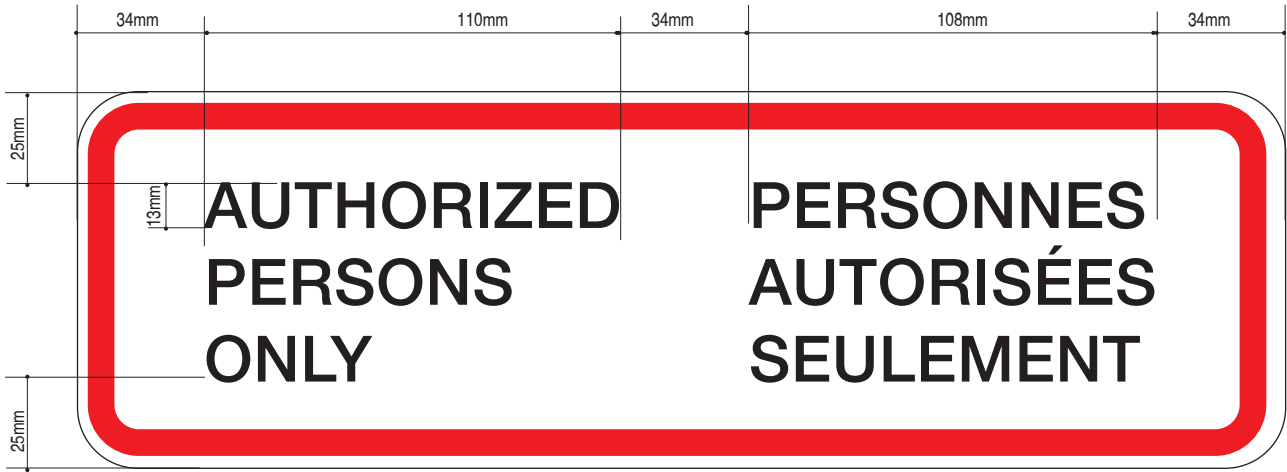 34mm 110mm 34mm 108mm 34mm
25mm
13mm
AUTHORIZED
PERSONS
ONLY
PERSONNES
AUTORISÉES
SEULEMENT
25mm